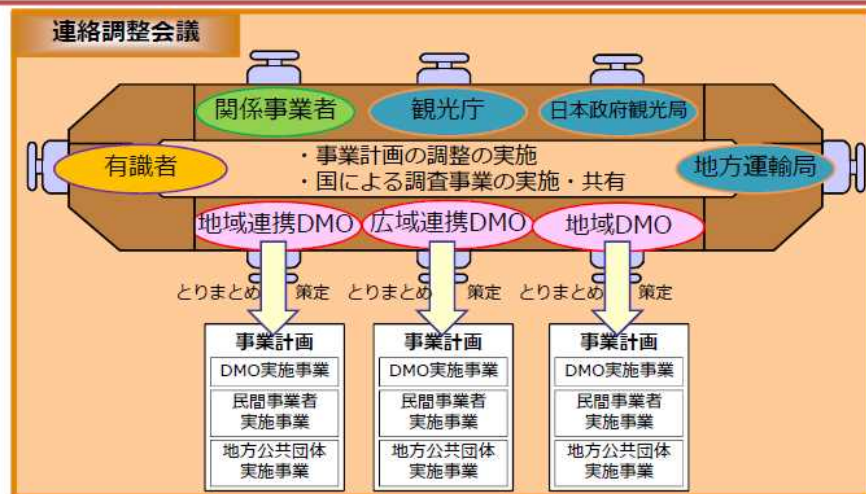 連絡調整会議
関係事業者
観光庁
日本政府観光局
有識者
・事業計画の調整の実施
・国による調査事業の実施・共有
地方運輸局
地域連携DMO
広域連携DMO
地域DMO
とりまとめ 策定
とりまとめ 策定
とりまとめ 策定
事業計画
DMO実施事業
民間事業者
実施事業
地方公共団体
実施事業
事業計画
DMO実施事業
民間事業者
実施事業
地方公共団体
実施事業
事業計画
DMO実施事業
民間事業者
実施事業
地方公共団体
実施事業